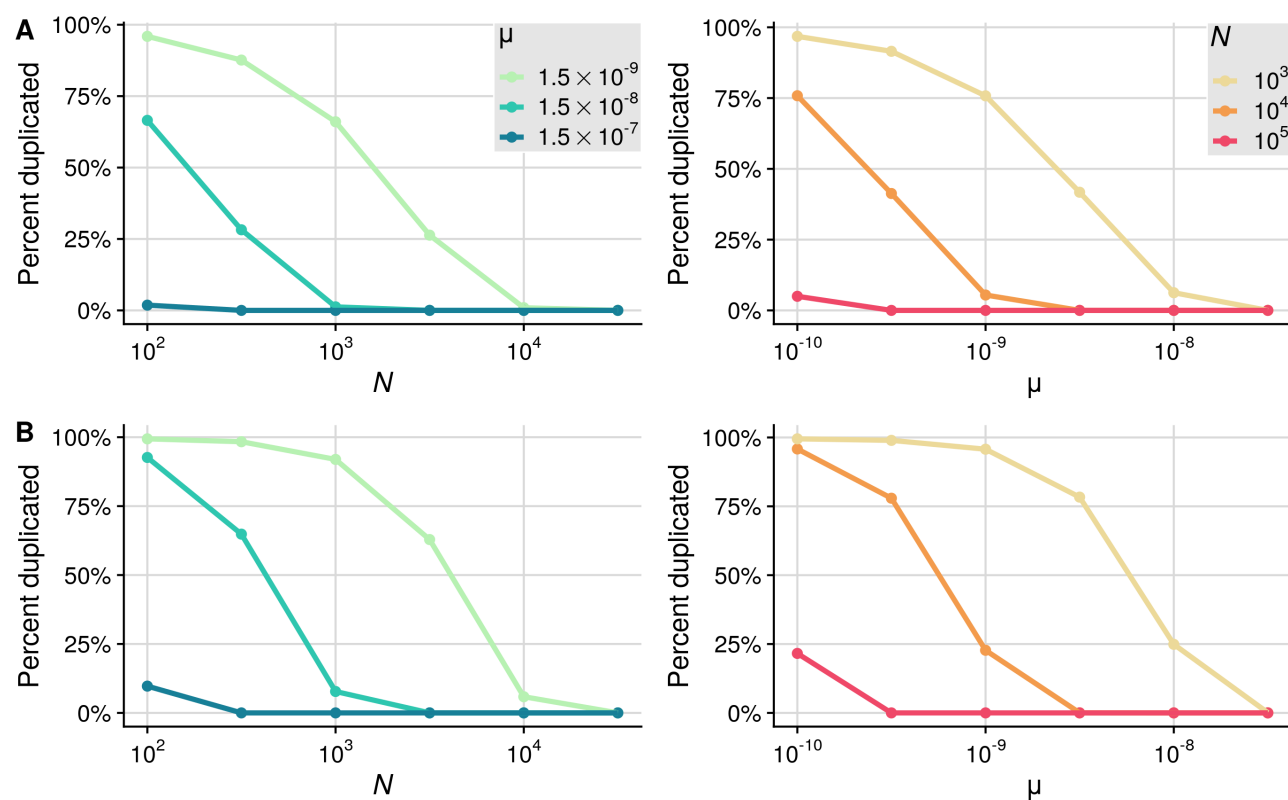 A
Percent duplicated
100%
75%
50%
25%
0%
10²
10³
10⁴
N
μ
1.5 × 10⁻⁹
1.5 × 10⁻⁸
1.5 × 10⁻⁷
Percent duplicated
100%
75%
50%
25%
0%
10⁻¹⁰
10⁻⁹
10⁻⁸
μ
N
10³
10⁴
10⁵
B
Percent duplicated
100%
75%
50%
25%
0%
10²
10³
10⁴
N
Percent duplicated
100%
75%
50%
25%
0%
10⁻¹⁰
10⁻⁹
10⁻⁸
μ